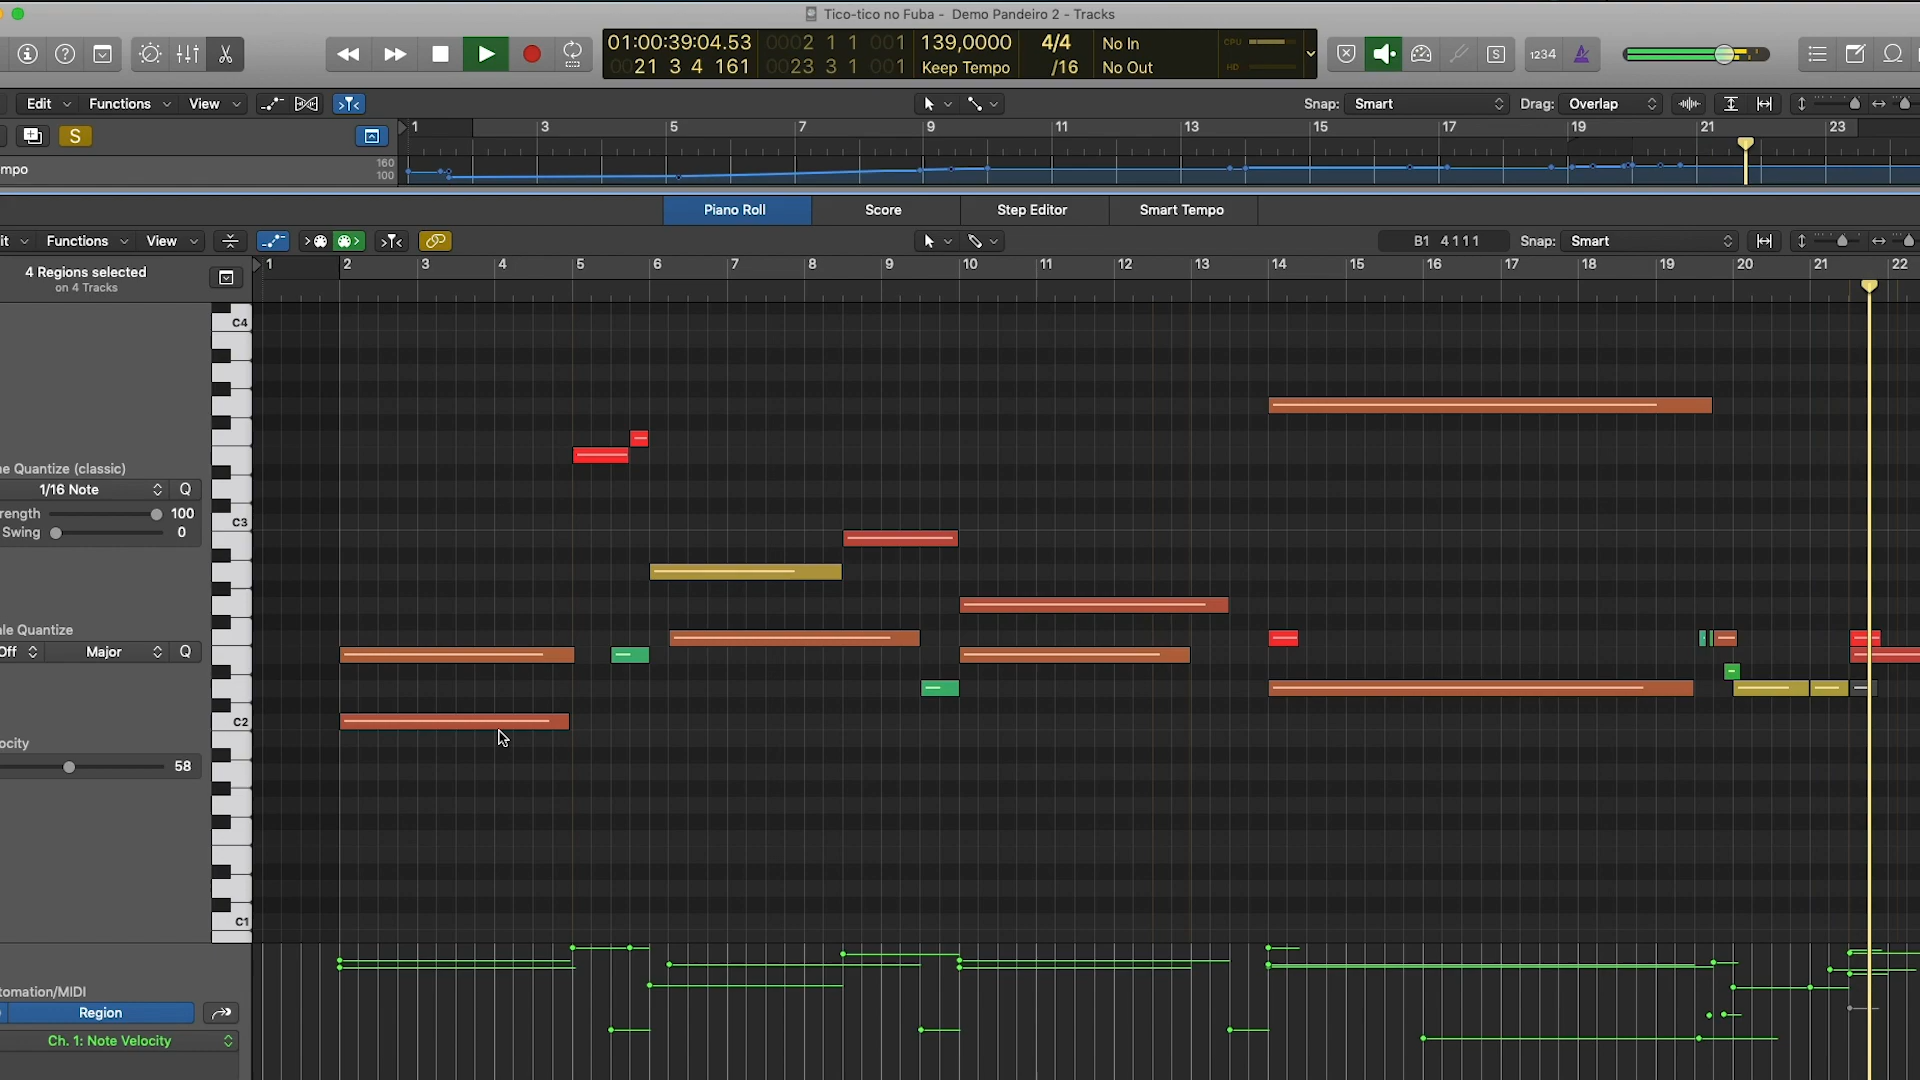 Tico-tico no Fuba - Demo Pandeiro 2 - Tracks
01:00:39:04.53 0002 1 1 001 139,0000 4/4 No In CPU
0021 3 4 161 0023 3 1 001 Keep Tempo /16 No Out HD
1234
S
Edit Functions View Snap: Smart Drag: Overlap
S
1 3 5 7 9 11 13 15 17 19 21 23
mpo 160
100
Piano Roll Score Step Editor Smart Tempo
it Functions View B1 4 1 1 1 Snap: Smart
4 Regions selected
on 4 Tracks
1 2 3 4 5 6 7 8 9 10 11 12 13 14 15 16 17 18 19 20 21 22
C4
e Quantize (classic)
1/16 Note Q
rength 100
C3
Swing 0
le Quantize
Off Major Q
C2
ocity
58
C1
tomation/MIDI
Region
Ch. 1: Note Velocity